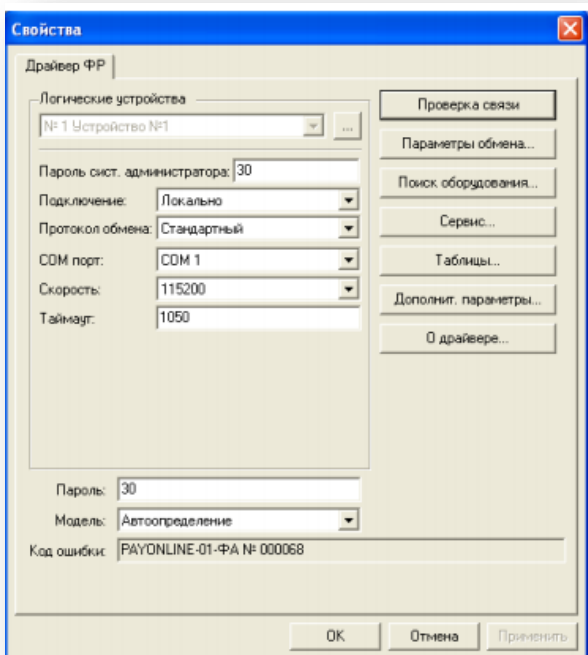 Свойства
Драйвер ФР
Логические устройства
№ 1 Устройство №1
...
Пароль сист. администратора: 30
Подключение: Локально
Протокол обмена: Стандартный
COM порт: COM 1
Скорость: 115200
Таймаут: 1050
Проверка связи
Параметры обмена...
Поиск оборудования...
Сервис...
Таблицы...
Дополнит. параметры...
О драйвере...
Пароль: 30
Модель: Автоопределение
Код ошибки: PAYONLINE-01-ФА № 000068
OK
Отмена
Применить